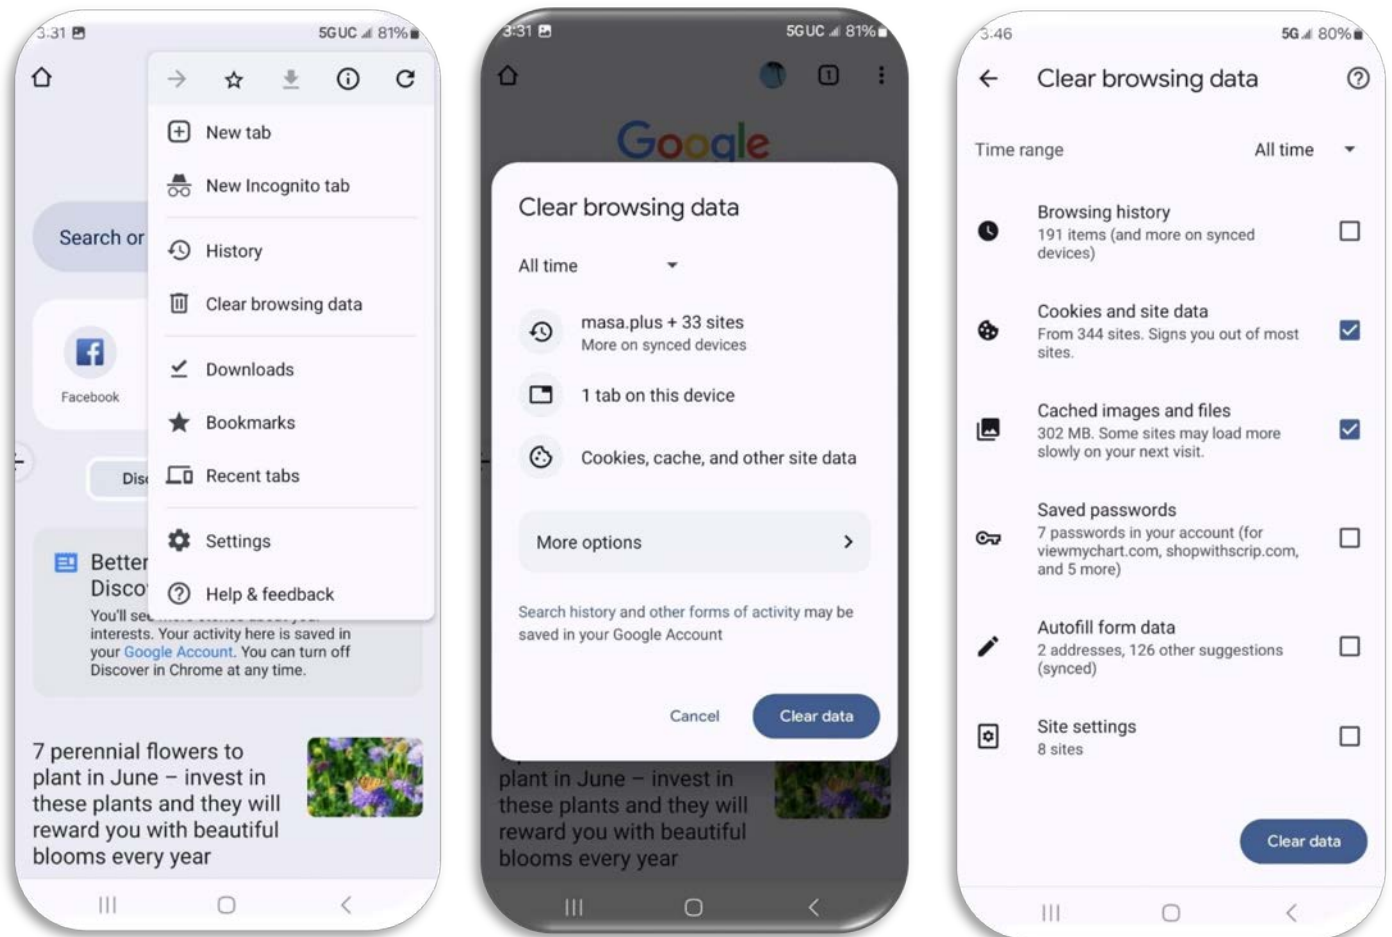 3:31
5G UC 81%
New tab
New Incognito tab
Search or
History
Clear browsing data
Facebook
Downloads
Bookmarks
Recent tabs
Settings
Help & feedback
Better
Disco
You'll see
interests. Your activity here is saved in
your Google Account. You can turn off
Discover in Chrome at any time.
7 perennial flowers to
plant in June – invest in
these plants and they will
reward you with beautiful
blooms every year
3:31
5G UC 81%
1
Google
Clear browsing data
All time
masa.plus + 33 sites
More on synced devices
1 tab on this device
Cookies, cache, and other site data
More options
Search history and other forms of activity may be
saved in your Google Account
Cancel
Clear data
plant in June – invest in
these plants and they will
reward you with beautiful
blooms every year
3:46
5G 80%
Clear browsing data
Time range
All time
Browsing history
191 items (and more on synced
devices)
Cookies and site data
From 344 sites. Signs you out of most
sites.
Cached images and files
302 MB. Some sites may load more
slowly on your next visit.
Saved passwords
7 passwords in your account (for
viewmychart.com, shopwithscrip.com,
and 5 more)
Autofill form data
2 addresses, 126 other suggestions
(synced)
Site settings
8 sites
Clear data